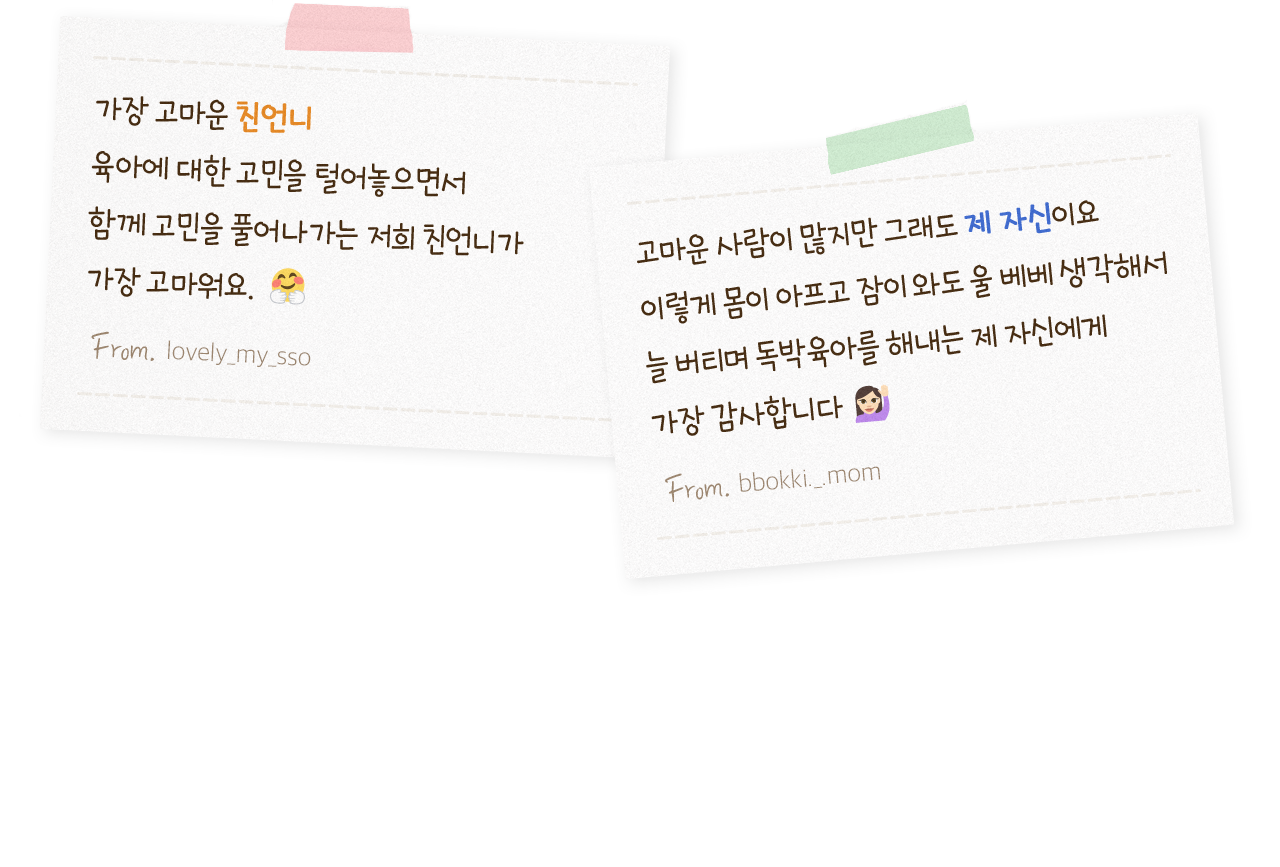 가장 고마운 친언니
육아에 대한 고민을 털어놓으면서
함께 고민을 풀어나가는 저희 친언니가
가장 고마워요. 🤗
From. lovely_my_sso
고마운 사람이 많지만 그래도 제 자신이요
이렇게 몸이 아프고 잠이 와도 울 베베 생각해서
늘 버티며 독박육아를 해내는 제 자신에게
가장 감사합니다 🙋🏻‍♀️
From. bbokki._.mom